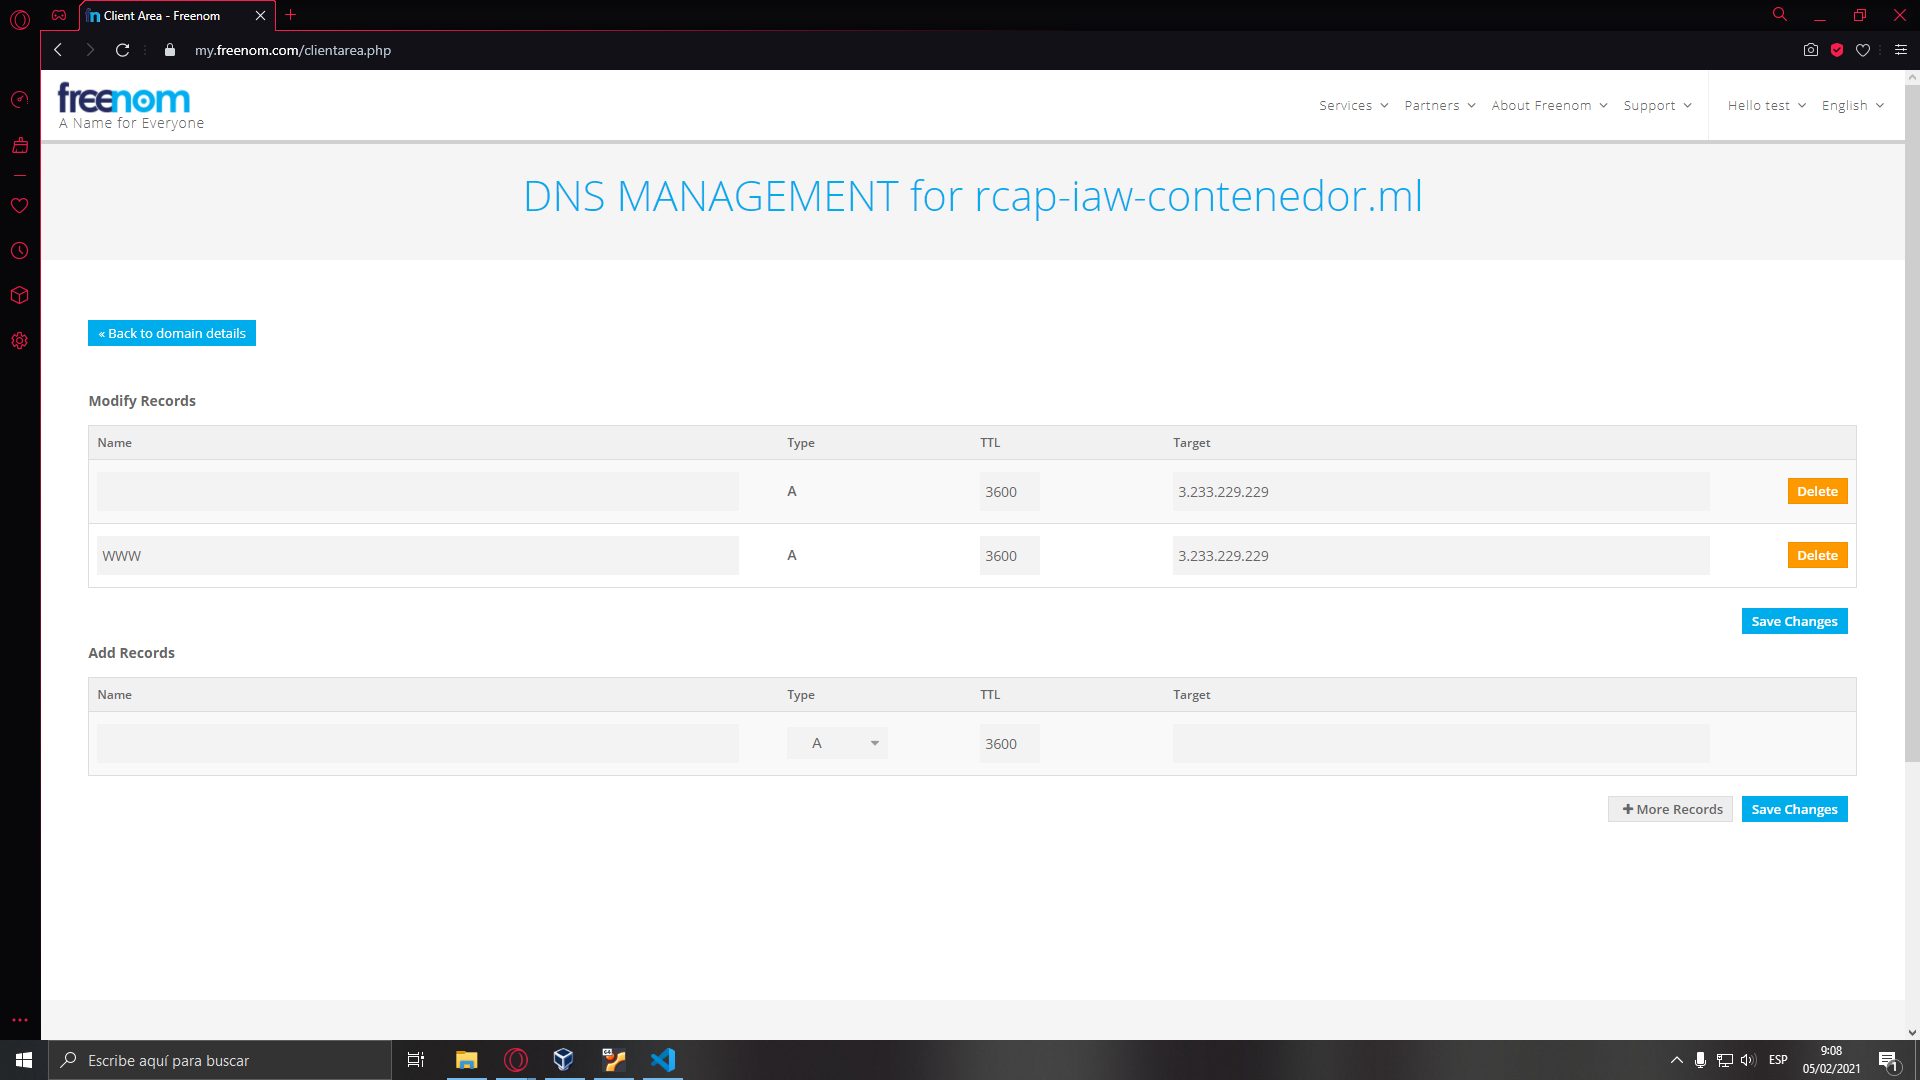 Client Area - Freenom
my.freenom.com/clientarea.php
freenom
A Name for Everyone
Services
Partners
About Freenom
Support
Hello test
English
DNS MANAGEMENT for rcap-iaw-contenedor.ml
« Back to domain details
Modify Records
Name Type TTL Target
A 3600 3.233.229.229 Delete
WWW A 3600 3.233.229.229 Delete
Save Changes
Add Records
Name Type TTL Target
A 3600
+ More Records Save Changes
Escribe aquí para buscar
ESP
9:08
05/02/2021
1